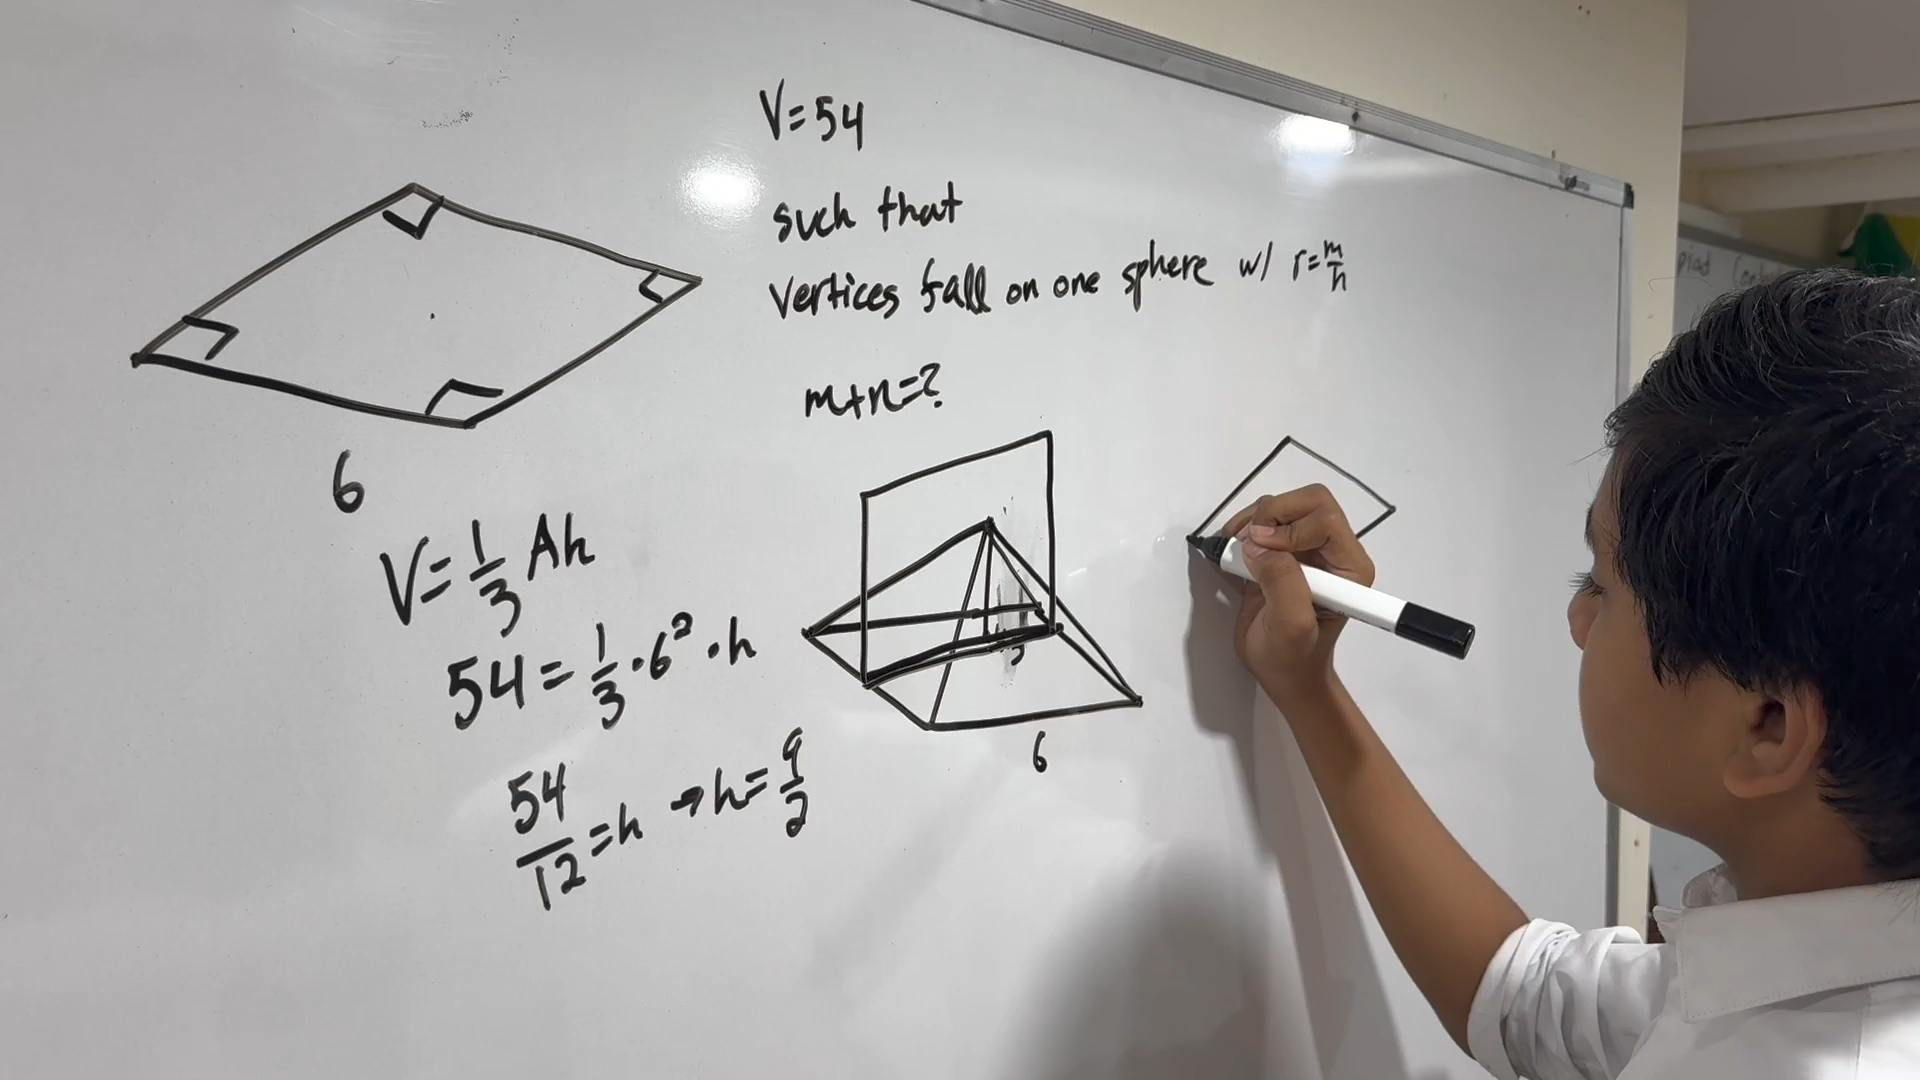 V=54
such that
vertices fall on one sphere w/ r=m/n
m+n=?
6
V=1/3 Ah
54=1/3·6²·h
54/12=h → h=9/2
6